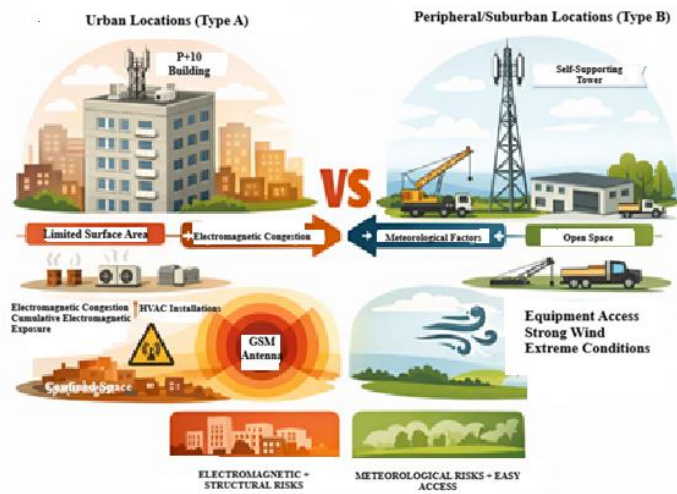 Urban Locations (Type A)
Peripheral/Suburban Locations (Type B)
P+10
Building
Self-Supporting
Tower
VS
Limited Surface Area
Electromagnetic Congestion
Meteorological Factors
Open Space
Electromagnetic Congestion
Cumulative Electromagnetic
Exposure
HVAC Installations
GSM
Antenna
Confined Space
Equipment Access
Strong Wind
Extreme Conditions
ELECTROMAGNETIC +
STRUCTURAL RISKS
METEOROLOGICAL RISKS + EASY
ACCESS